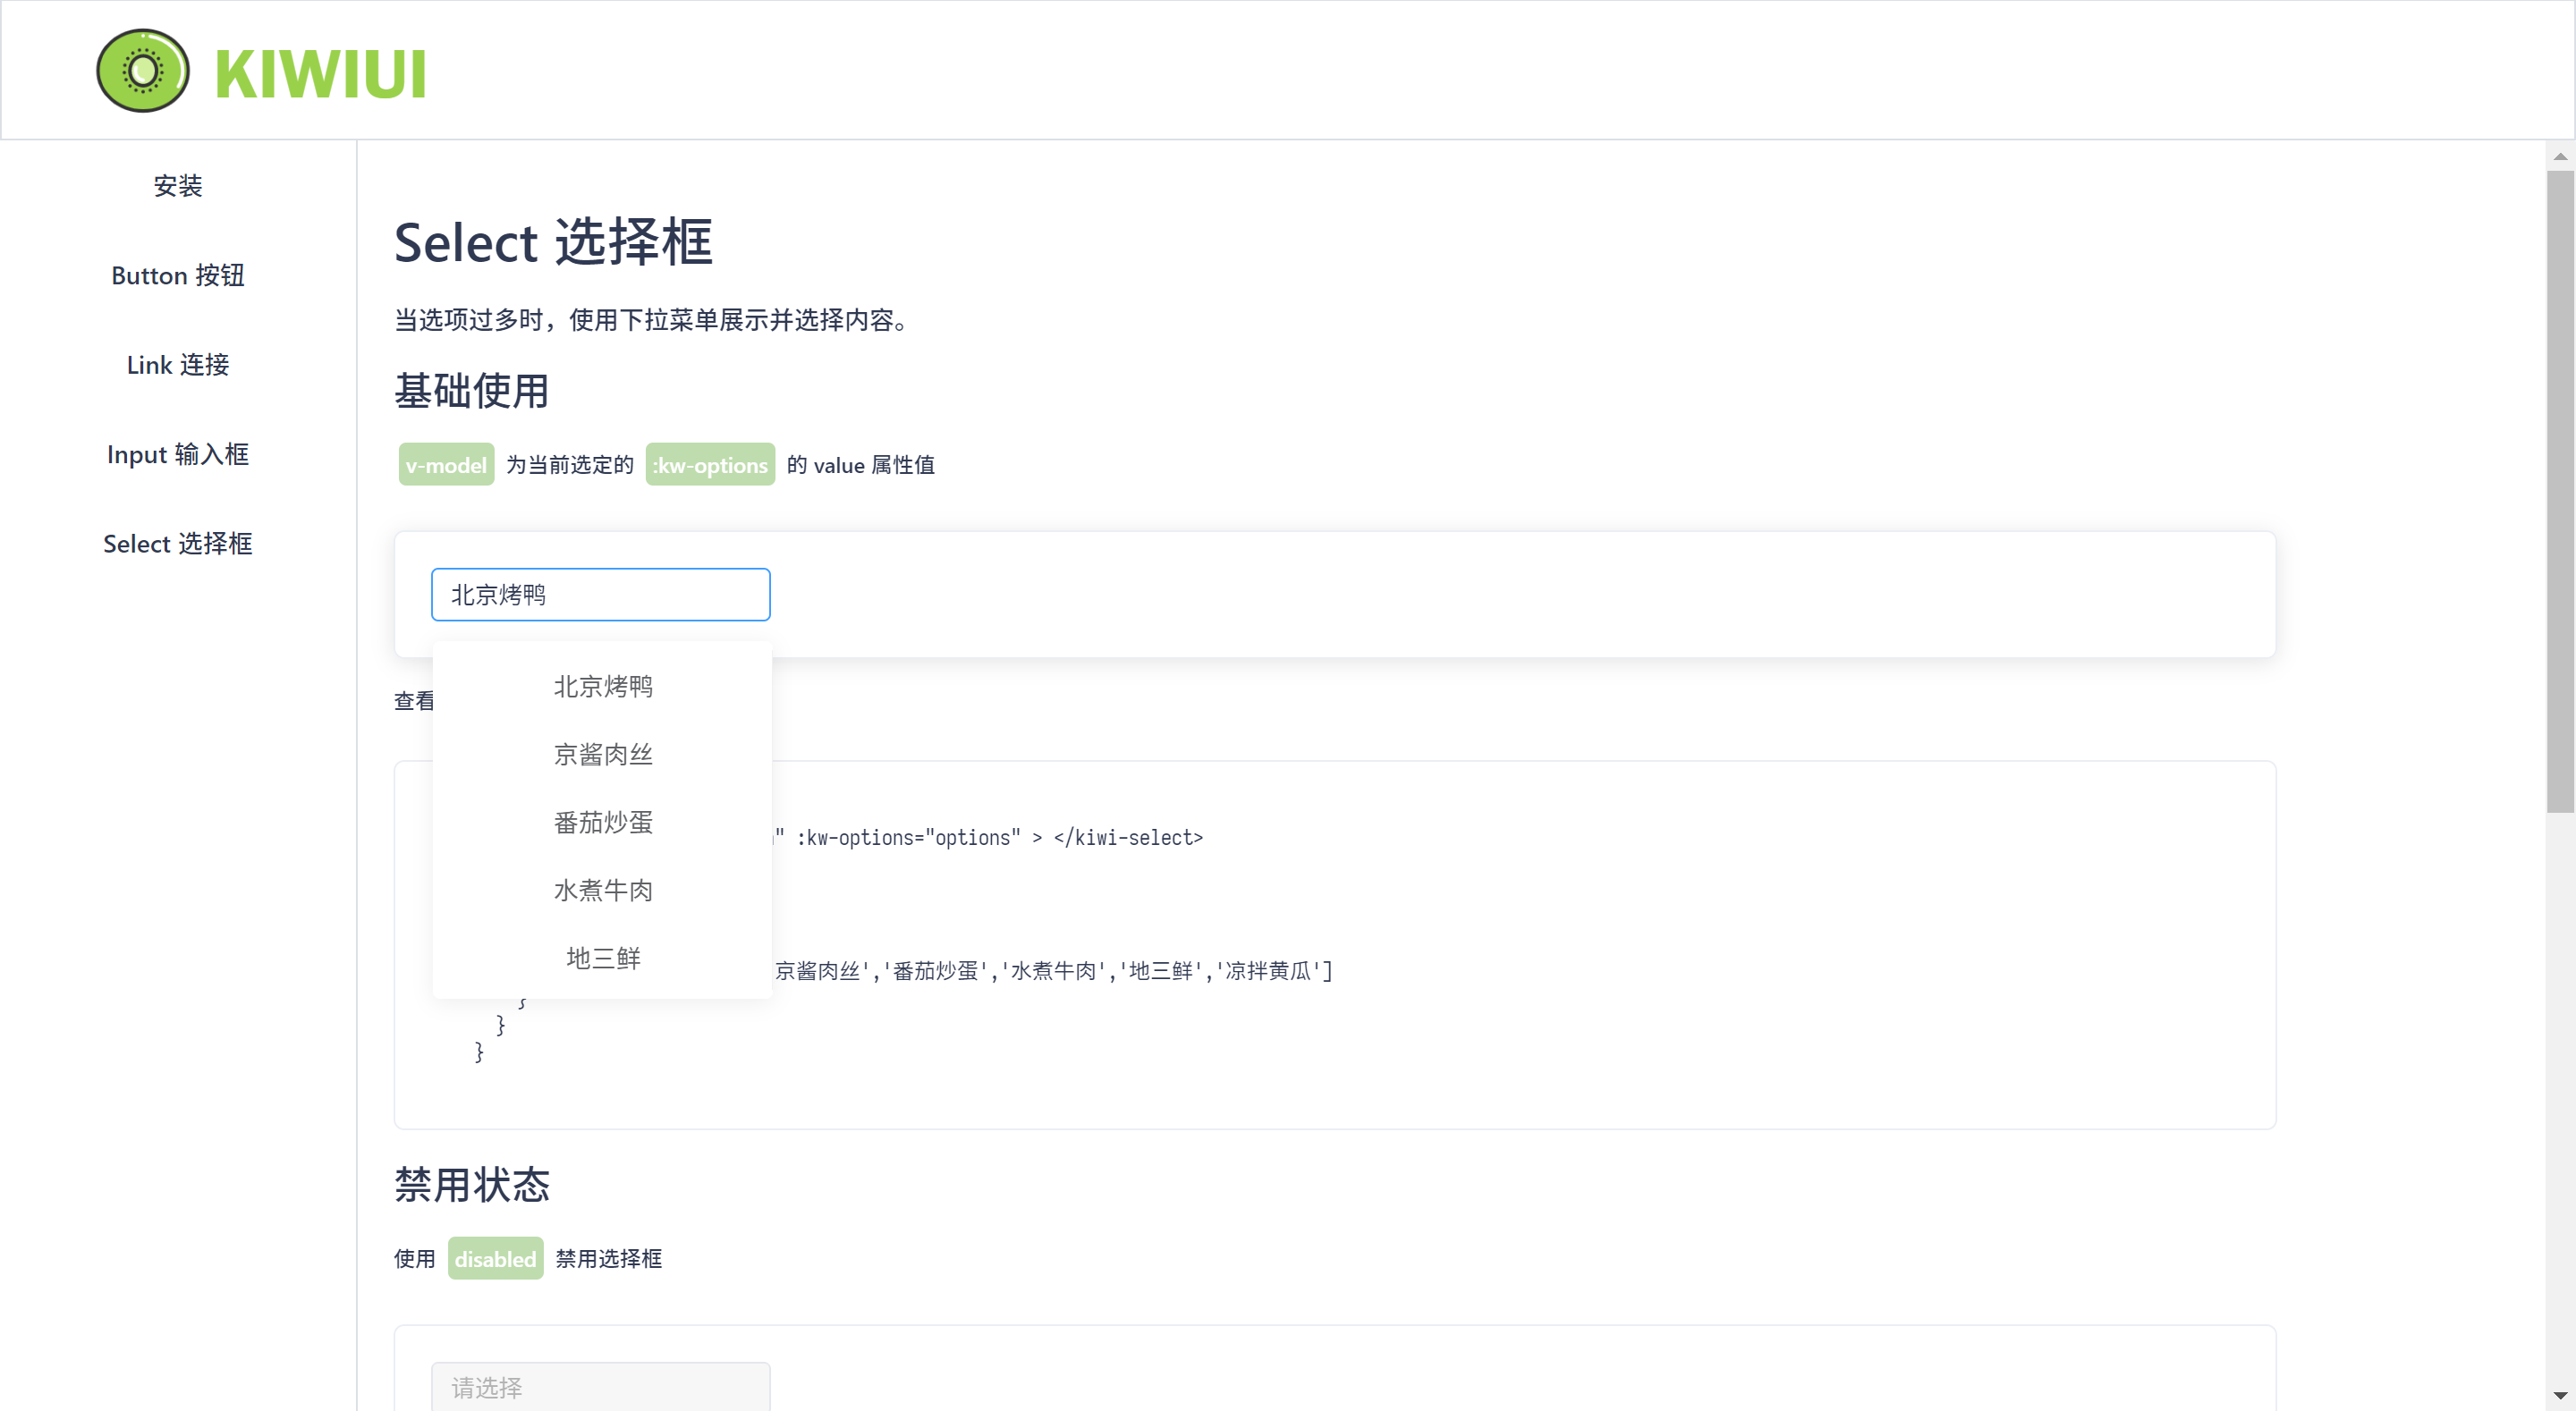 KIWIUI
安装
Button 按钮
Link 连接
Input 输入框
Select 选择框
Select 选择框
当选项过多时，使用下拉菜单展示并选择内容。
基础使用
v-model 为当前选定的 :kw-options 的 value 属性值
北京烤鸭
北京烤鸭
京酱肉丝
番茄炒蛋
水煮牛肉
地三鲜
查看
" :kw-options="options" > </kiwi-select>
京酱肉丝','番茄炒蛋','水煮牛肉','地三鲜','凉拌黄瓜']
}
}
}
禁用状态
使用 disabled 禁用选择框
请选择